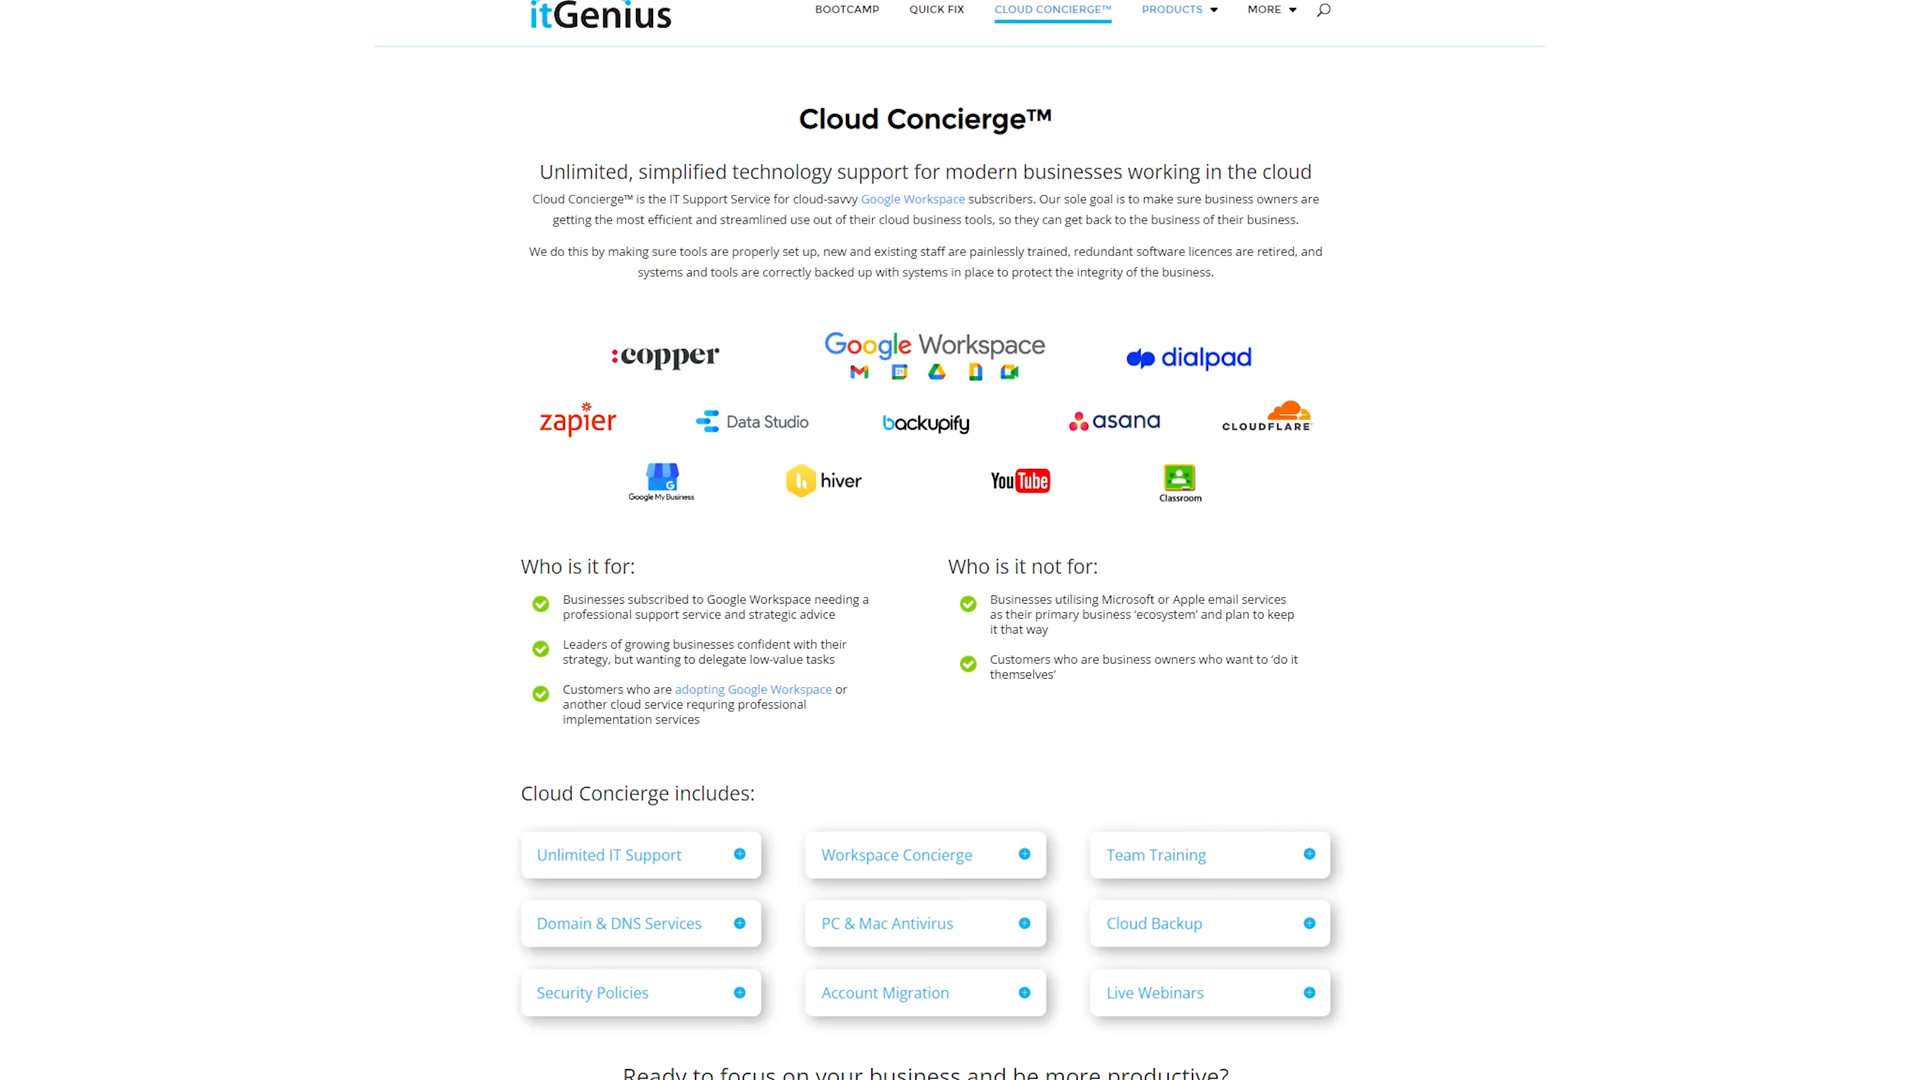 itGenius
BOOTCAMP
QUICK FIX
CLOUD CONCIERGE™
PRODUCTS
MORE
Cloud Concierge™
Unlimited, simplified technology support for modern businesses working in the cloud
Cloud Concierge™ is the IT Support Service for cloud-savvy Google Workspace subscribers. Our sole goal is to make sure business owners are
getting the most efficient and streamlined use out of their cloud business tools, so they can get back to the business of their business.
We do this by making sure tools are properly set up, new and existing staff are painlessly trained, redundant software licences are retired, and
systems and tools are correctly backed up with systems in place to protect the integrity of the business.
:copper
Google Workspace
dialpad
zapier
Data Studio
backupify
asana
CLOUDFLARE
Google My Business
hiver
YouTube
Classroom
Who is it for:
Businesses subscribed to Google Workspace needing a
professional support service and strategic advice
Leaders of growing businesses confident with their
strategy, but wanting to delegate low-value tasks
Customers who are adopting Google Workspace or
another cloud service requring professional
implementation services
Who is it not for:
Businesses utilising Microsoft or Apple email services
as their primary business ‘ecosystem’ and plan to keep
it that way
Customers who are business owners who want to ‘do it
themselves’
Cloud Concierge includes:
Unlimited IT Support
Workspace Concierge
Team Training
Domain & DNS Services
PC & Mac Antivirus
Cloud Backup
Security Policies
Account Migration
Live Webinars
Ready to focus on your business and be more productive?